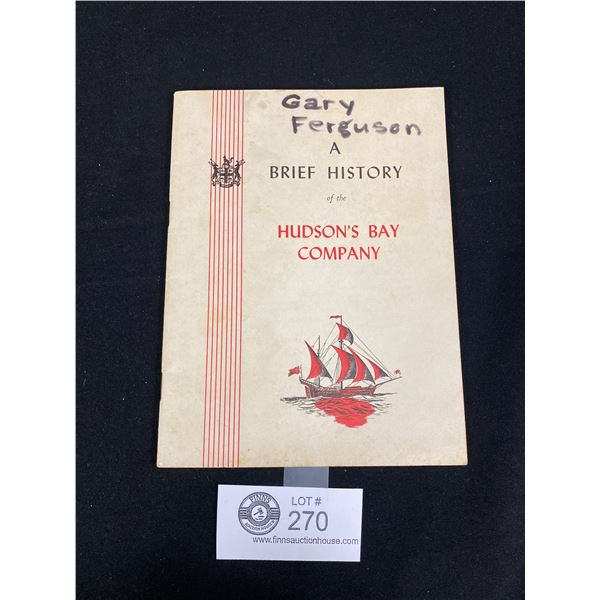 Gary
Ferguson
A
BRIEF HISTORY
of the
HUDSON'S BAY
COMPANY
FINNS
LOT #
270
www.finnsauctionhouse.com